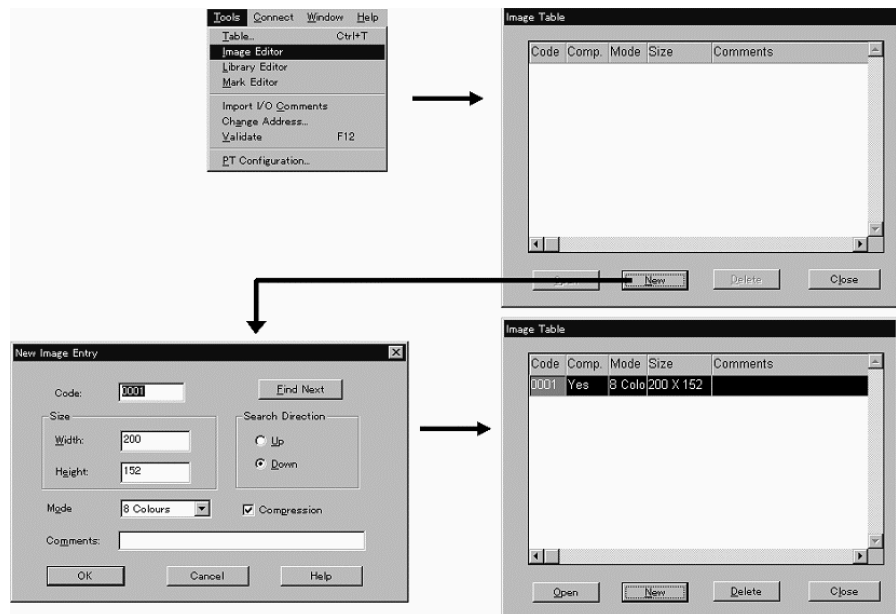 Tools Connect Window Help
Table... Ctrl+T
Image Editor
Library Editor
Mark Editor
Import I/O Comments
Change Address...
Validate F12
PT Configuration...
Image Table
Code Comp. Mode Size Comments
Open New Delete Close
New Image Entry
Code: 0001 Find Next
Size Search Direction
Width: 200 Up
Height: 152 Down
Mode 8 Colours Compression
Comments:
OK Cancel Help
Image Table
Code Comp. Mode Size Comments
0001 Yes 8 Colo 200 X 152
Open New Delete Close